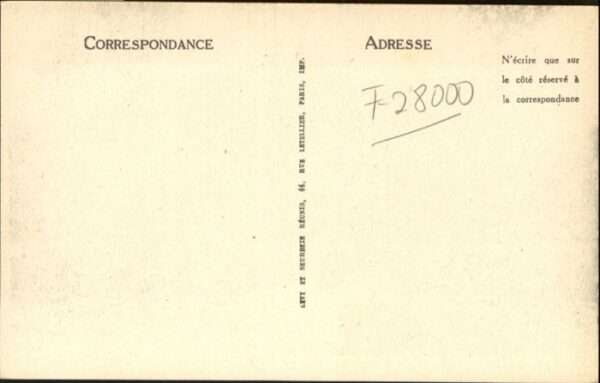 CORRESPONDANCE
ADRESSE
N'écrire que sur
le côté réservé à
la correspondance
F 28000
LÉVY ET NEURDEIN RÉUNIS, 44, RUE LETELLIER, PARIS, IMP.